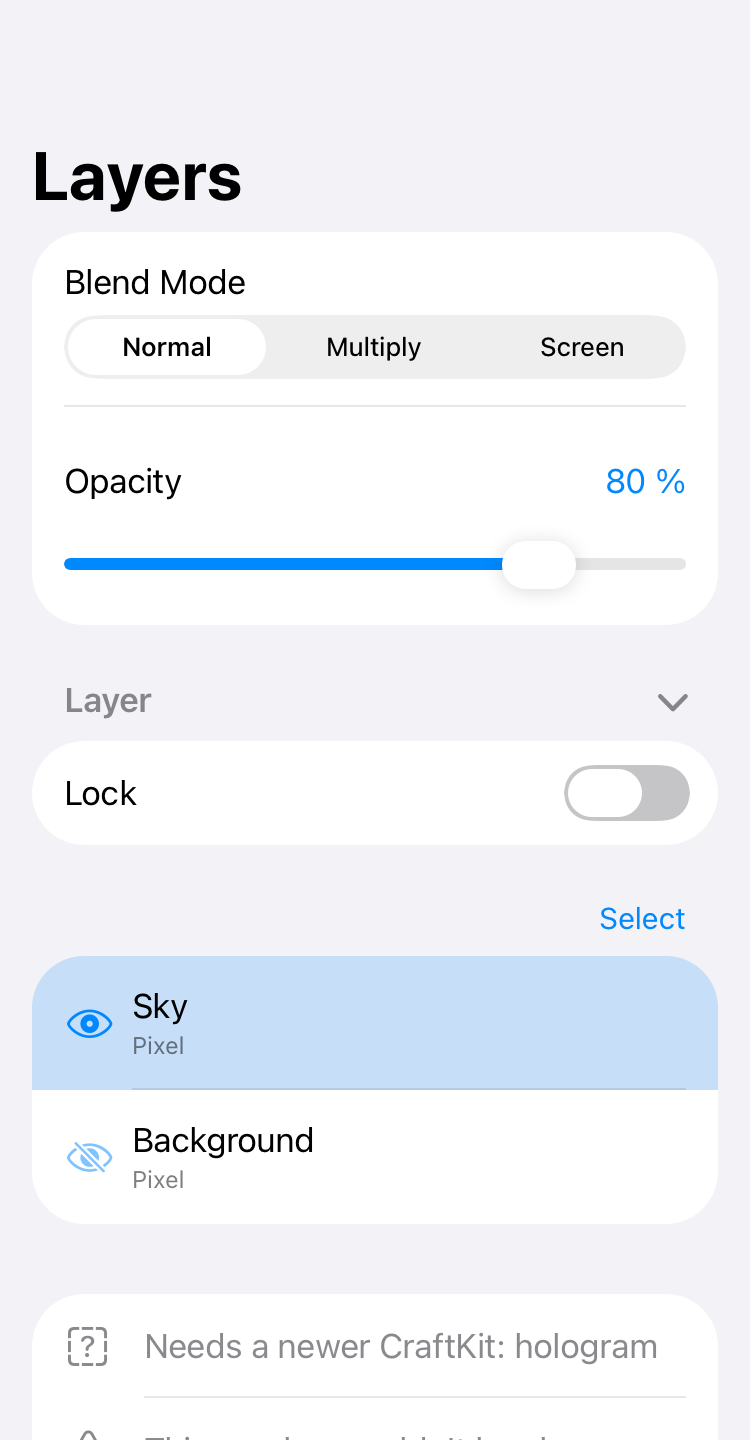 Layers
Blend Mode
Normal Multiply Screen
Opacity 80 %
Layer
Lock
Select
Sky
Pixel
Background
Pixel
Needs a newer CraftKit: hologram